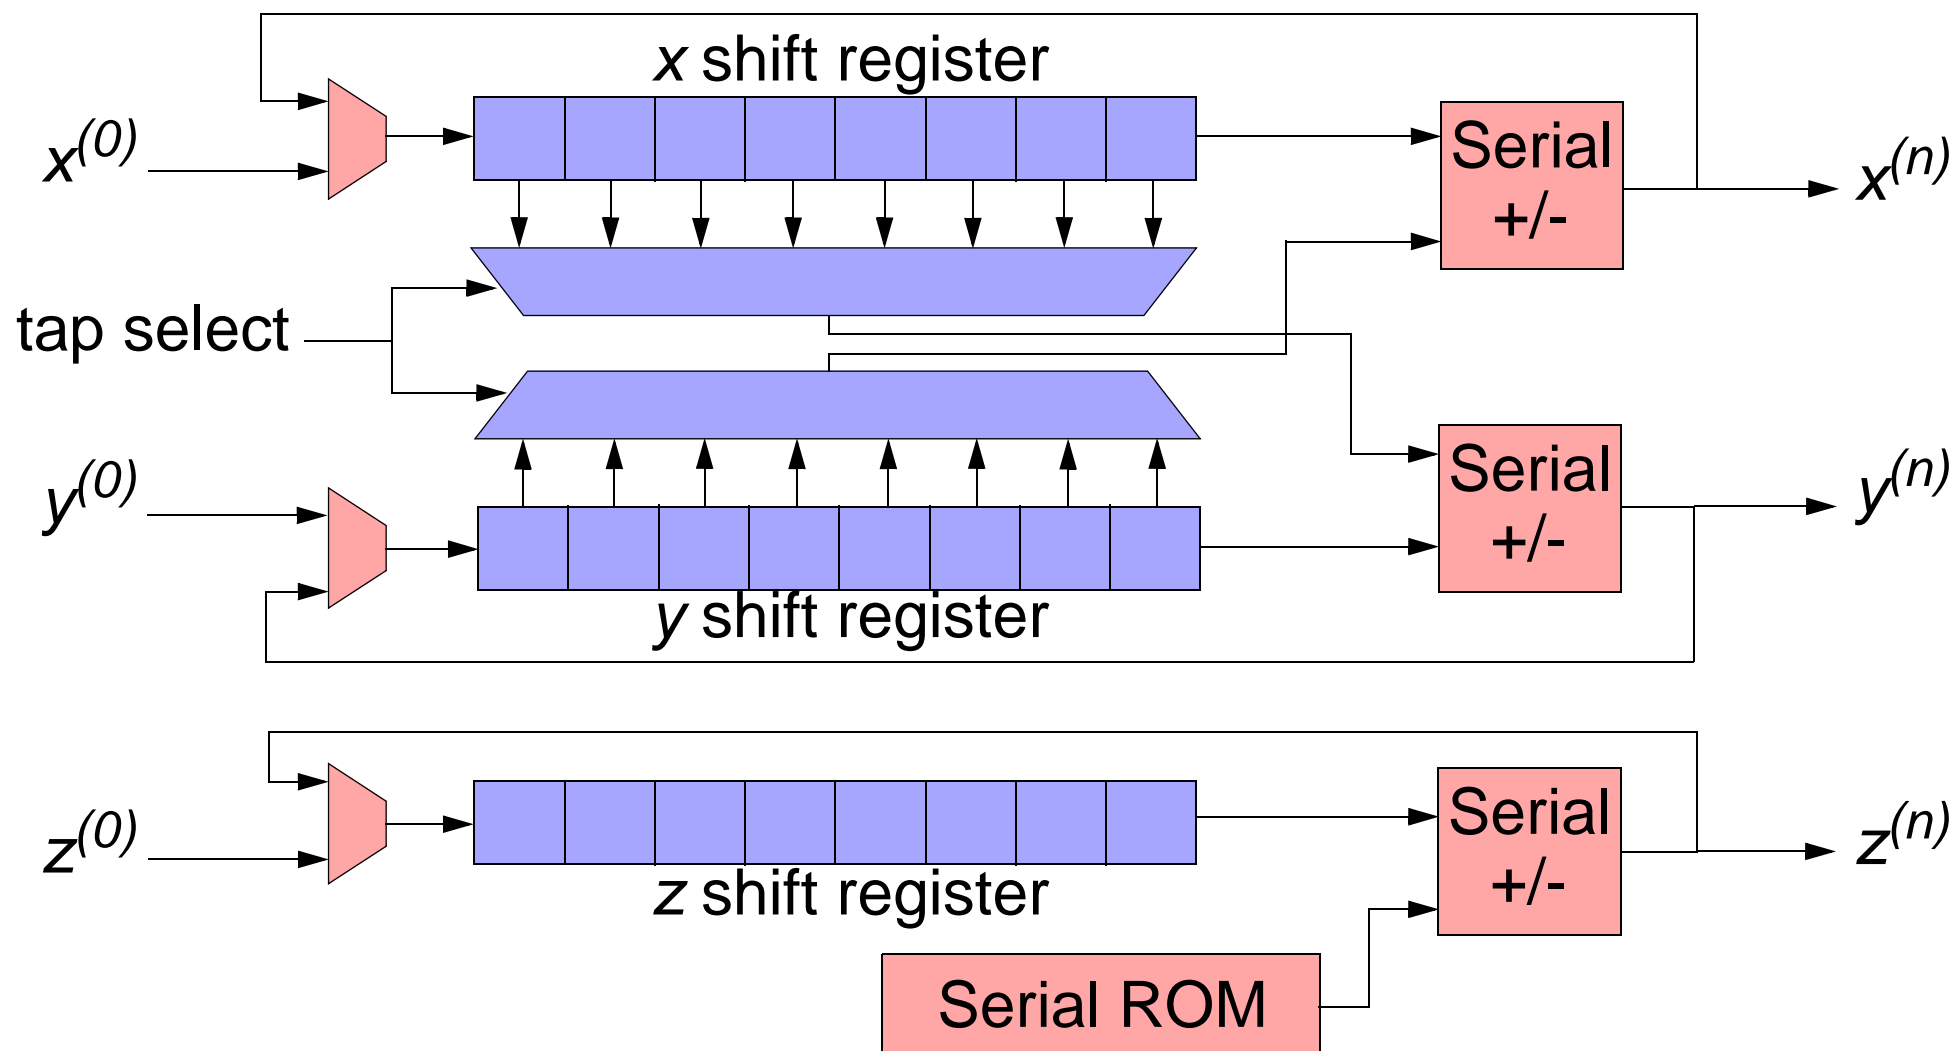 x shift register
x(0)
Serial
+/-
x(n)
tap select
y(0)
Serial
+/-
y(n)
y shift register
z(0)
Serial
+/-
z(n)
z shift register
Serial ROM